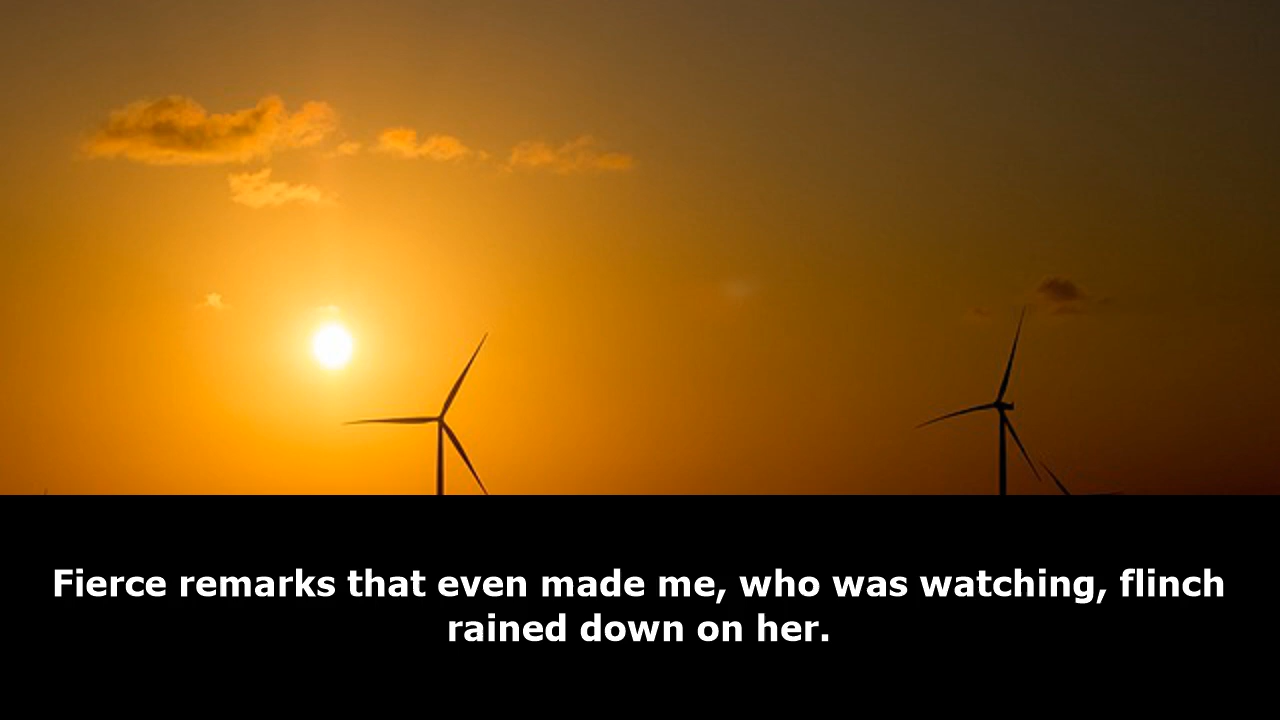 Fierce remarks that even made me, who was watching, flinch
rained down on her.